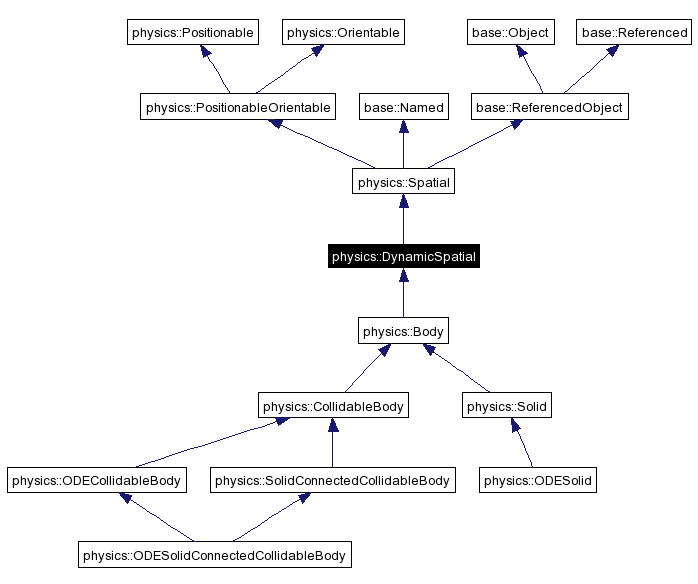 physics::Positionable
physics::Orientable
base::Object
base::Referenced
physics::PositionableOrientable
base::Named
base::ReferencedObject
physics::Spatial
physics::DynamicSpatial
physics::Body
physics::CollidableBody
physics::Solid
physics::ODECollidableBody
physics::SolidConnectedCollidableBody
physics::ODESolid
physics::ODESolidConnectedCollidableBody